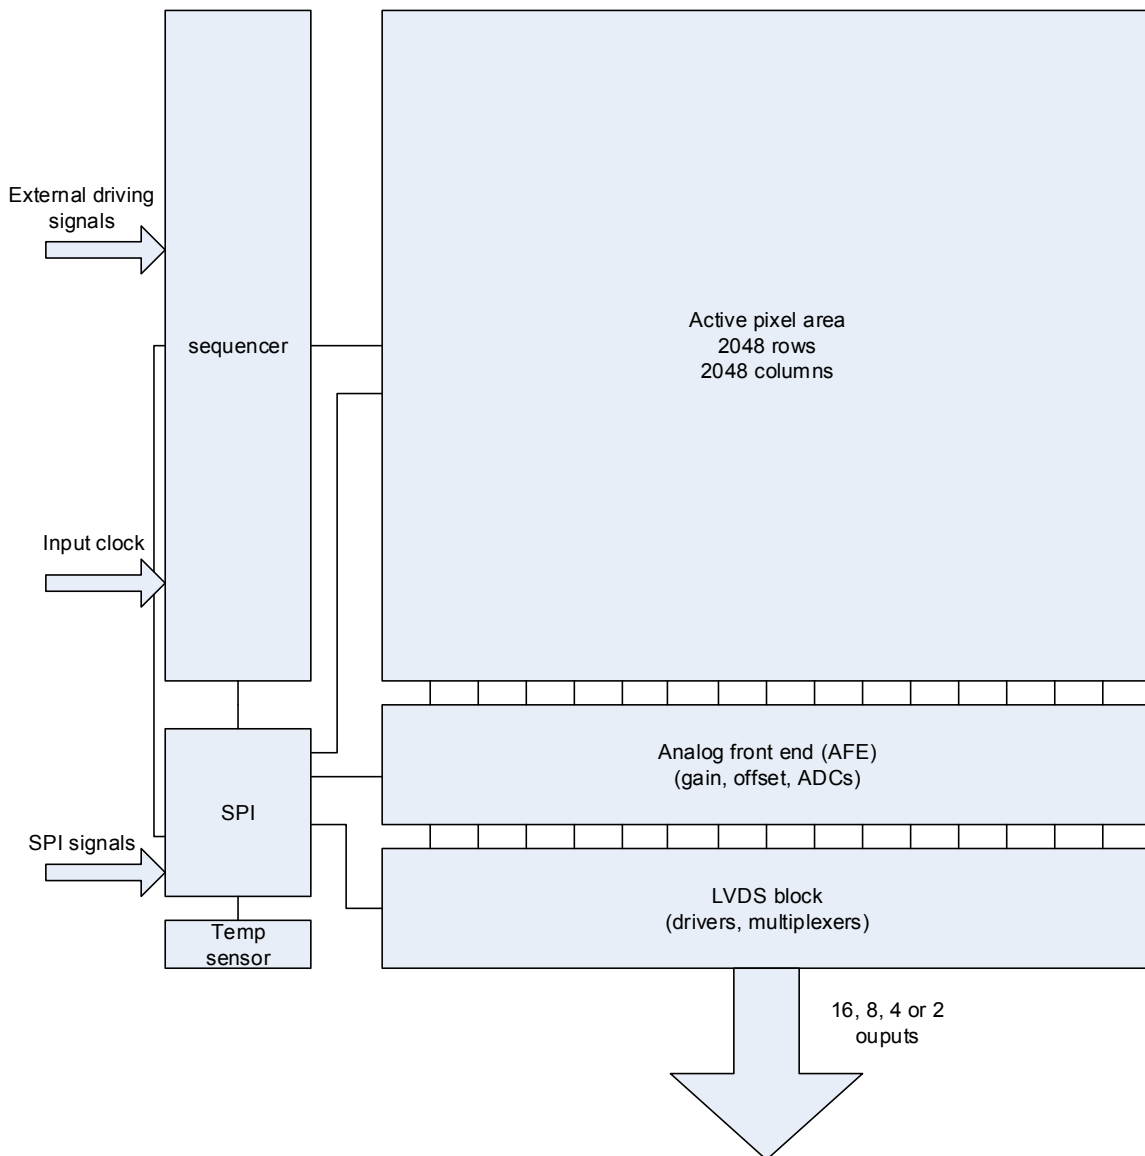 External driving
signals
sequencer
Active pixel area
2048 rows
2048 columns
Input clock
Analog front end (AFE)
(gain, offset, ADCs)
SPI
SPI signals
LVDS block
(drivers, multiplexers)
Temp
sensor
16, 8, 4 or 2
ouputs